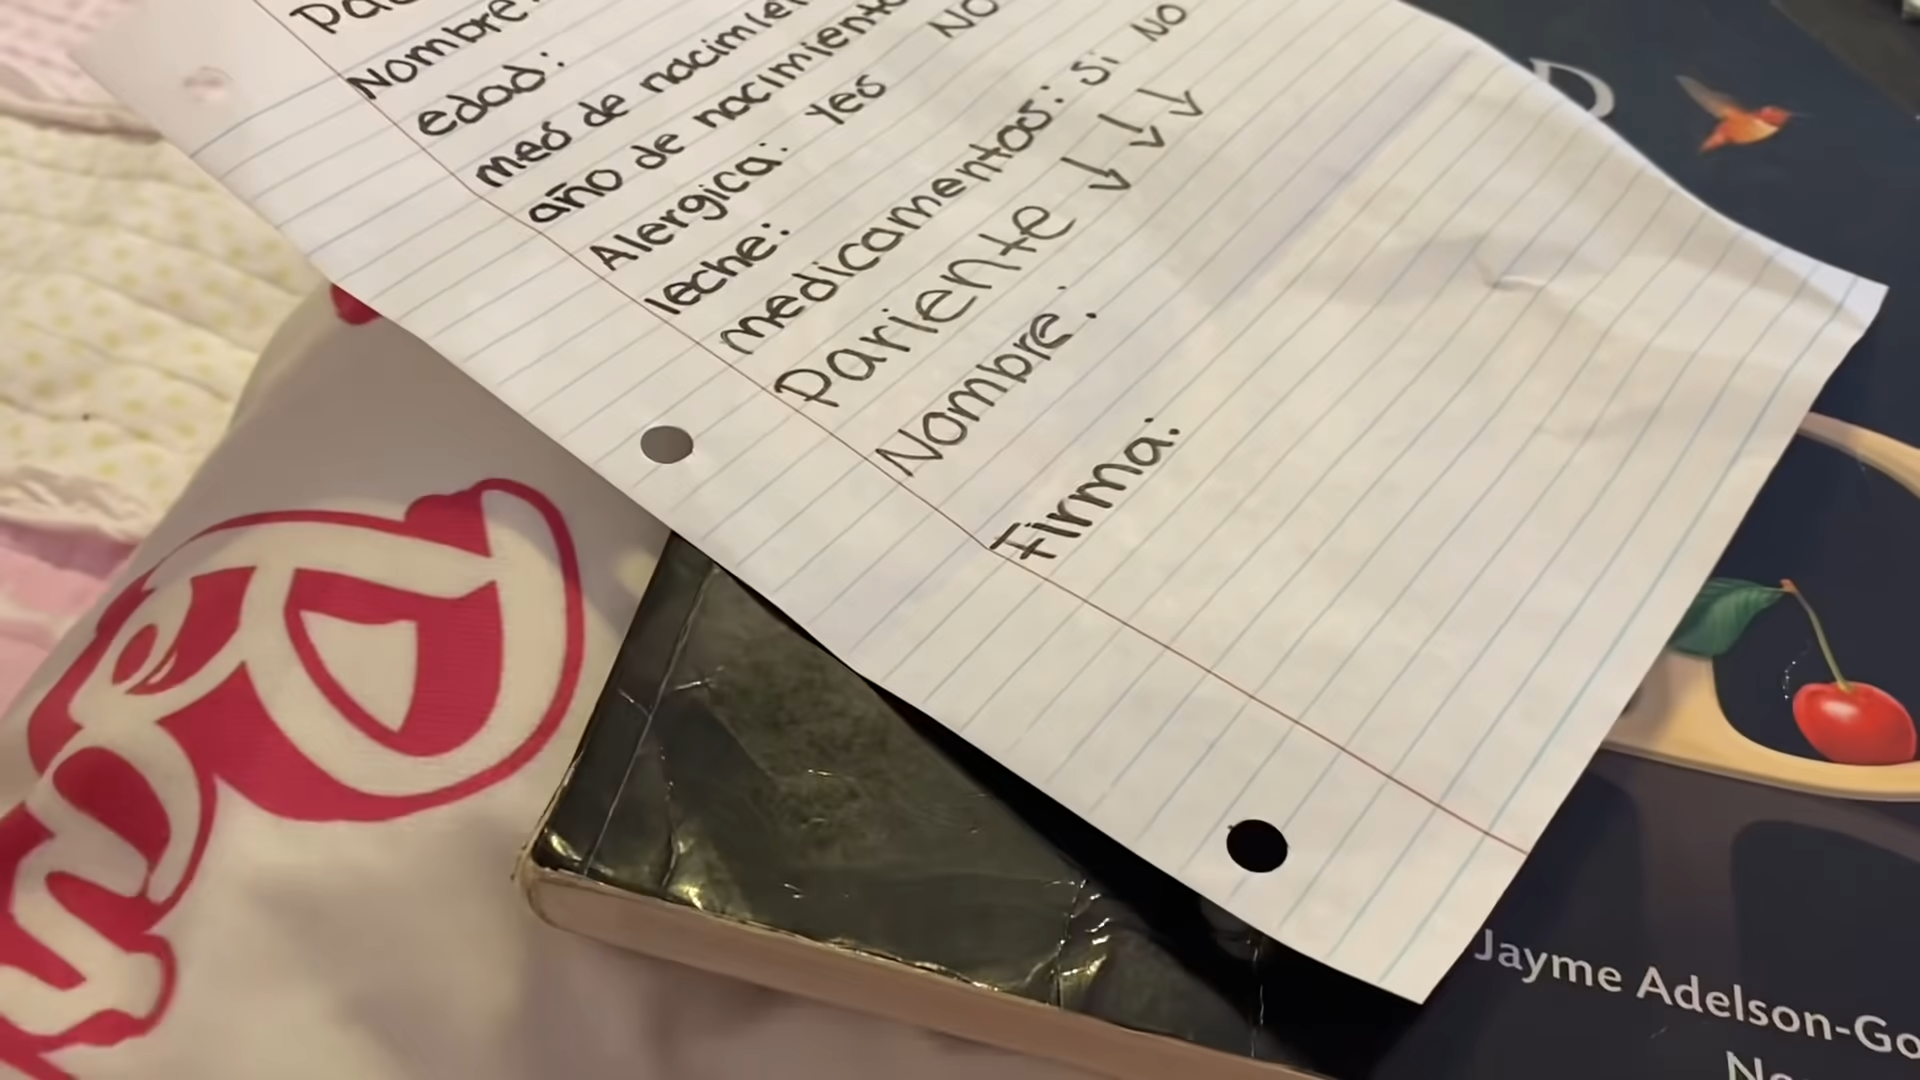 Nombre:
edad:
mes de
año de nacimiento
Alergica: yes NO
leche:
medicamentos: Si NO
Pariente ↓ ↓ ↓
Nombre:
Firma:
D
Jayme Adelson-Go